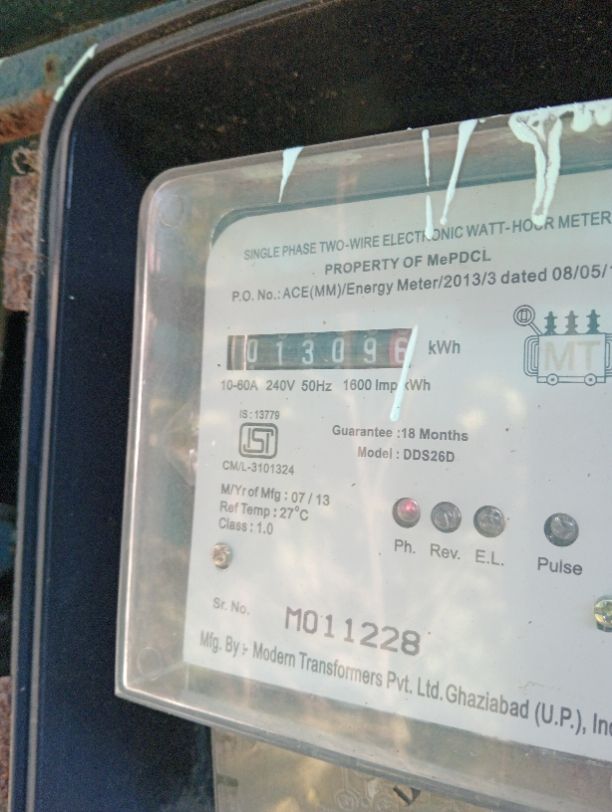 SINGLE PHASE TWO-WIRE ELECTRONIC WATT-HOUR METER
PROPERTY OF MePDCL
P.O. No.: ACE(MM)/Energy Meter/2013/3 dated 08/05/
013096 kWh
10-60A 240V 50Hz 1600 Imp kWh
MT
IS : 13779
ISI
CM/L-3101324
Guarantee : 18 Months
Model : DDS26D
M/Yr of Mfg : 07 / 13
Ref Temp : 27°C
Class : 1.0
Ph. Rev. E.L. Pulse
Sr. No. M011228
Mfg. By :- Modern Transformers Pvt. Ltd. Ghaziabad (U.P.), Ind